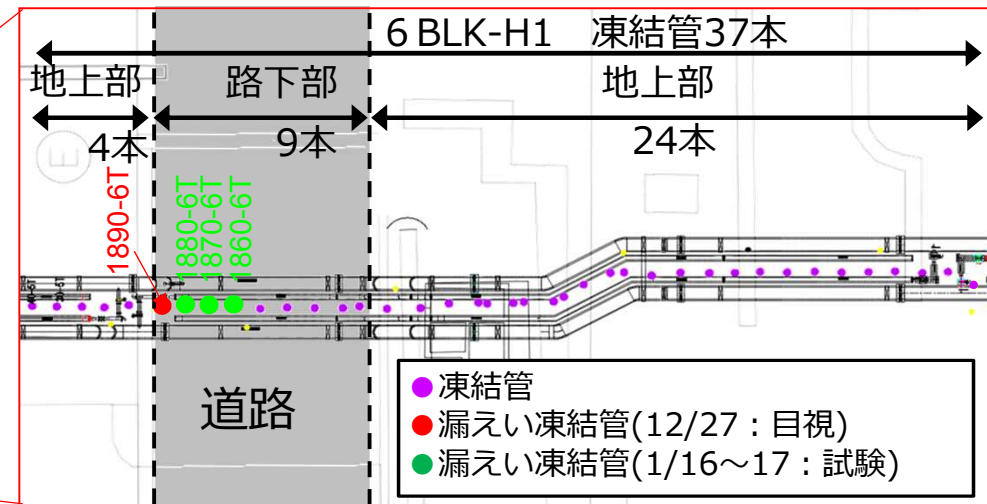 6 BLK-H1 凍結管37本
地上部
路下部
地上部
4本
9本
24本
E
1890-6T
1880-6T
1870-6T
1860-6T
道路
凍結管
漏えい凍結管(12/27：目視)
漏えい凍結管(1/16～17：試験)